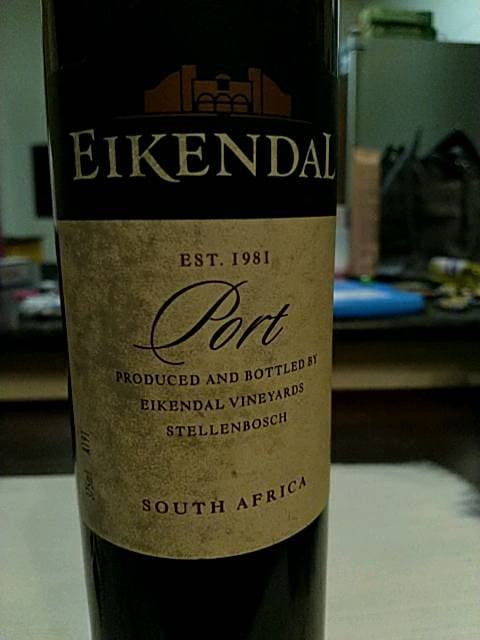 EIKENDAL
EST. 1981
Port
PRODUCED AND BOTTLED BY
EIKENDAL VINEYARDS
STELLENBOSCH
SOUTH AFRICA